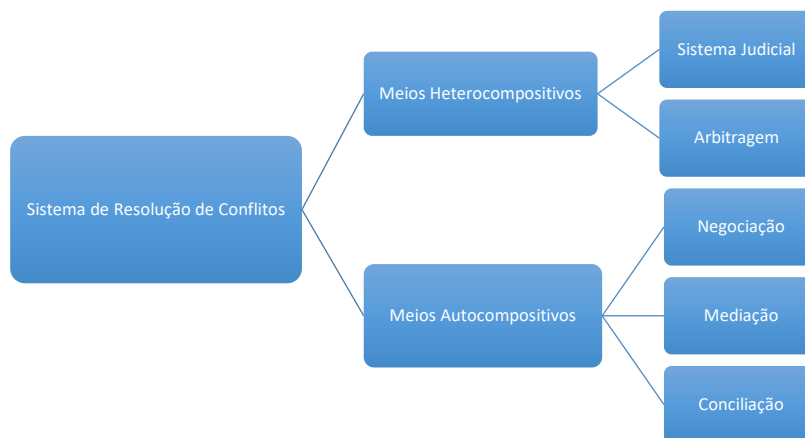 Sistema de Resolução de Conflitos
Meios Heterocompositivos
Sistema Judicial
Arbitragem
Meios Autocompositivos
Negociação
Mediação
Conciliação